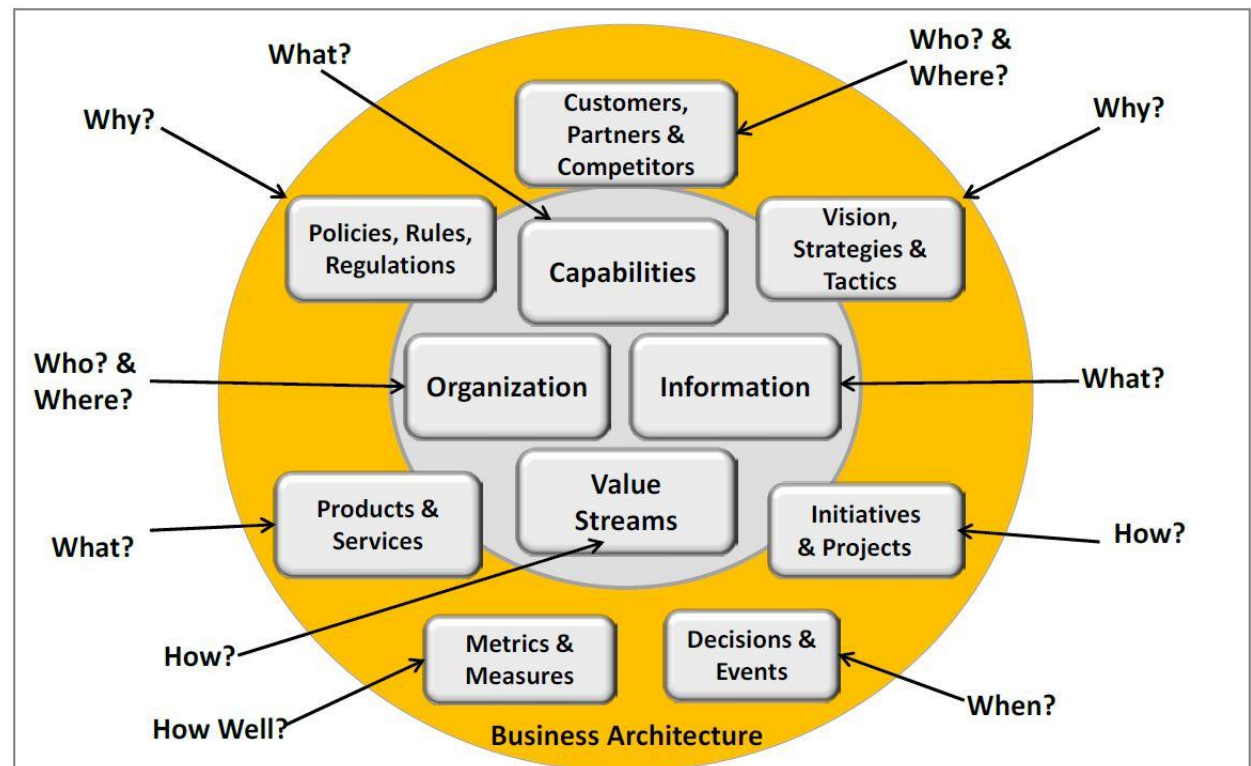 What?
Who? &
Where?
Why?
Why?
Customers,
Partners &
Competitors
Policies, Rules,
Regulations
Capabilities
Vision,
Strategies &
Tactics
Who? &
Where?
Organization
Information
What?
Products &
Services
Value
Streams
Initiatives
& Projects
What?
How?
How?
Metrics &
Measures
Decisions &
Events
When?
How Well?
Business Architecture